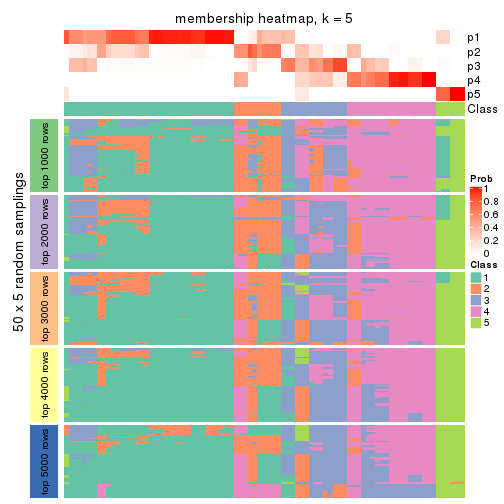 membership heatmap, k = 5
p1
p2
p3
p4
p5
Class
50 x 5 random samplings
top 1000 rows
top 2000 rows
top 3000 rows
top 4000 rows
top 5000 rows
Prob
1
0.8
0.6
0.4
0.2
0
Class
1
2
3
4
5